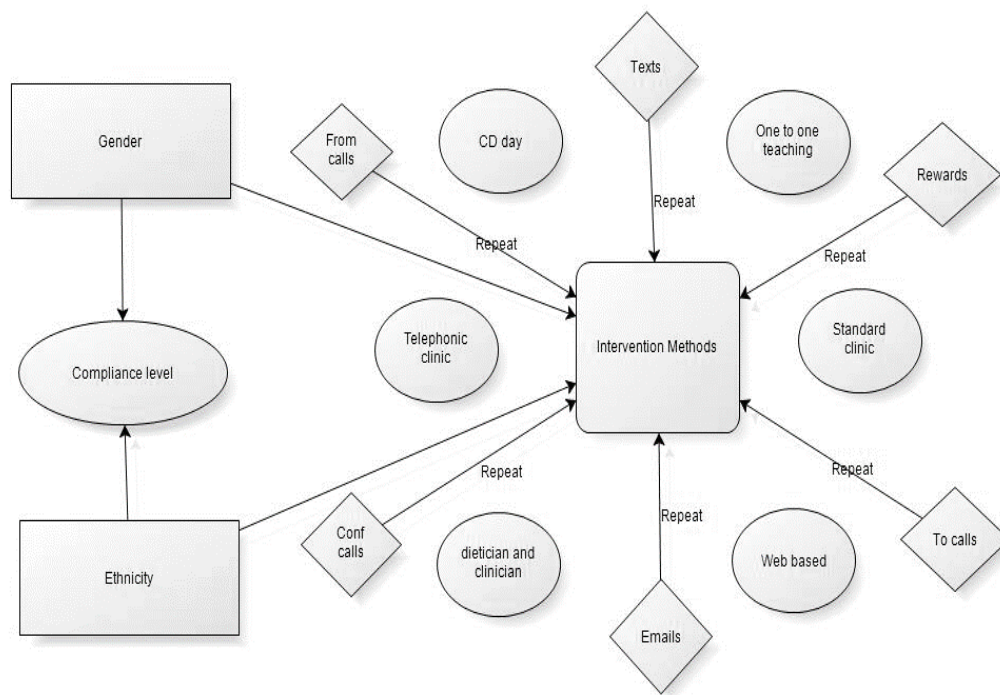 Texts
Gender
From
calls
CD day
One to one
teaching
Rewards
Repeat
Repeat
Repeat
Telephonic
clinic
Intervention Methods
Standard
clinic
Compliance level
Repeat
Repeat
Repeat
Conf
calls
dietician and
clinician
Web based
To calls
Ethnicity
Emails